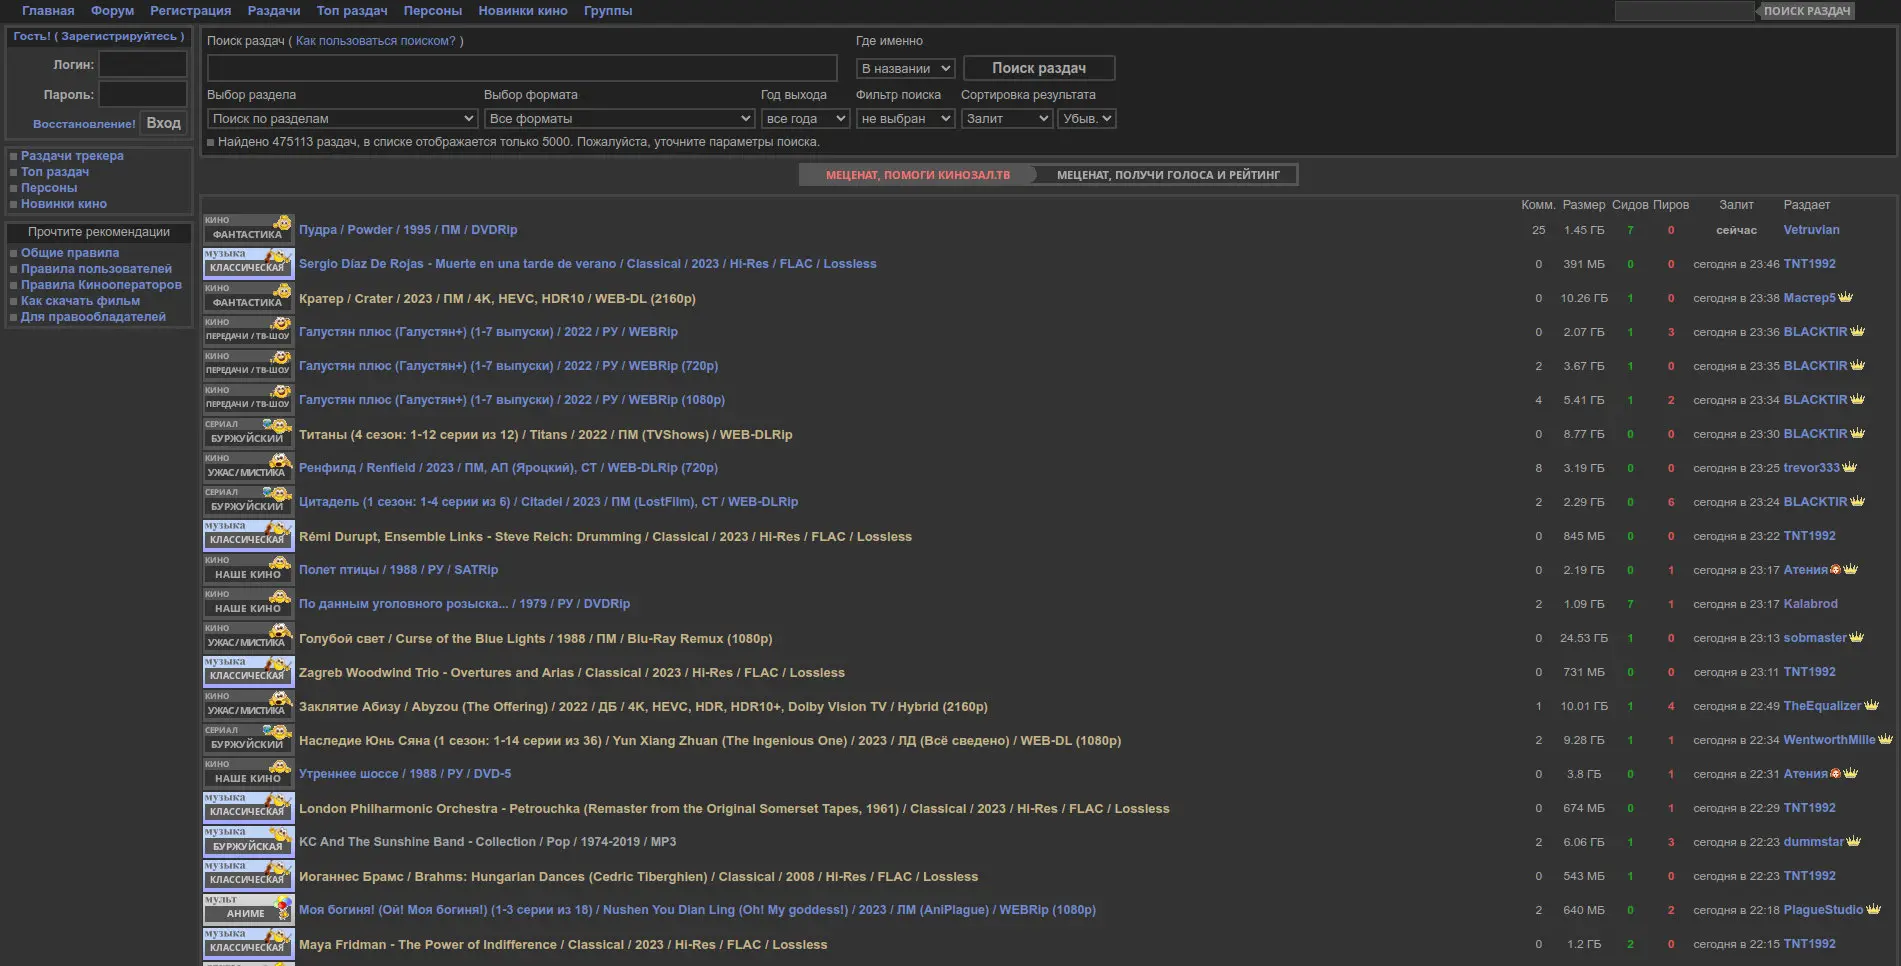 Главная Форум Регистрация Раздачи Топ раздач Персоны Новинки кино Группы ПОИСК РАЗДАЧ
Гость! ( Зарегистрируйтесь )
Логин:
Пароль:
Восстановление! Вход
Раздачи трекера
Топ раздач
Персоны
Новинки кино
Прочтите рекомендации
Общие правила
Правила пользователей
Правила Кинооператоров
Как скачать фильм
Для правообладателей
Поиск раздач ( Как пользоваться поиском? ) Где именно
В названии Поиск раздач
Выбор раздела Выбор формата Год выхода Фильтр поиска Сортировка результата
Поиск по разделам Все форматы все года не выбран Залит Убыв.
Найдено 475113 раздач, в списке отображается только 5000. Пожалуйста, уточните параметры поиска.
МЕЦЕНАТ, ПОМОГИ КИНОЗАЛ.ТВ МЕЦЕНАТ, ПОЛУЧИ ГОЛОСА И РЕЙТИНГ
Комм. Размер Сидов Пиров Залит Раздает
КИНО ФАНТАСТИКА Пудра / Powder / 1995 / ПМ / DVDRip 25 1.45 ГБ 7 0 сейчас Vetruvian
музыка КЛАССИЧЕСКАЯ Sergio Díaz De Rojas - Muerte en una tarde de verano / Classical / 2023 / Hi-Res / FLAC / Lossless 0 391 МБ 0 0 сегодня в 23:46 TNT1992
КИНО ФАНТАСТИКА Кратер / Crater / 2023 / ПМ / 4K, HEVC, HDR10 / WEB-DL (2160p) 0 10.26 ГБ 1 0 сегодня в 23:38 Мастер5
КИНО ПЕРЕДАЧИ / ТВ-ШОУ Галустян плюс (Галустян+) (1-7 выпуски) / 2022 / РУ / WEBRip 0 2.07 ГБ 1 3 сегодня в 23:36 BLACKTIR
КИНО ПЕРЕДАЧИ / ТВ-ШОУ Галустян плюс (Галустян+) (1-7 выпуски) / 2022 / РУ / WEBRip (720p) 2 3.67 ГБ 1 0 сегодня в 23:35 BLACKTIR
КИНО ПЕРЕДАЧИ / ТВ-ШОУ Галустян плюс (Галустян+) (1-7 выпуски) / 2022 / РУ / WEBRip (1080p) 4 5.41 ГБ 1 2 сегодня в 23:34 BLACKTIR
СЕРИАЛ БУРЖУЙСКИЙ Титаны (4 сезон: 1-12 серии из 12) / Titans / 2022 / ПМ (TVShows) / WEB-DLRip 0 8.77 ГБ 0 0 сегодня в 23:30 BLACKTIR
КИНО УЖАС / МИСТИКА Ренфилд / Renfield / 2023 / ПМ, АП (Яроцкий), СТ / WEB-DLRip (720p) 8 3.19 ГБ 0 0 сегодня в 23:25 trevor333
СЕРИАЛ БУРЖУЙСКИЙ Цитадель (1 сезон: 1-4 серии из 6) / Citadel / 2023 / ПМ (LostFilm), СТ / WEB-DLRip 2 2.29 ГБ 0 6 сегодня в 23:24 BLACKTIR
музыка КЛАССИЧЕСКАЯ Rémi Durupt, Ensemble Links - Steve Reich: Drumming / Classical / 2023 / Hi-Res / FLAC / Lossless 0 845 МБ 0 0 сегодня в 23:22 TNT1992
КИНО НАШЕ КИНО Полет птицы / 1988 / РУ / SATRip 0 2.19 ГБ 0 1 сегодня в 23:17 Атения
КИНО НАШЕ КИНО По данным уголовного розыска... / 1979 / РУ / DVDRip 2 1.09 ГБ 7 1 сегодня в 23:17 Kalabrod
КИНО УЖАС / МИСТИКА Голубой свет / Curse of the Blue Lights / 1988 / ПМ / Blu-Ray Remux (1080p) 0 24.53 ГБ 1 0 сегодня в 23:13 sobmaster
музыка КЛАССИЧЕСКАЯ Zagreb Woodwind Trio - Overtures and Arias / Classical / 2023 / Hi-Res / FLAC / Lossless 0 731 МБ 0 0 сегодня в 23:11 TNT1992
КИНО УЖАС / МИСТИКА Заклятие Абизу / Abyzou (The Offering) / 2022 / ДБ / 4K, HEVC, HDR, HDR10+, Dolby Vision TV / Hybrid (2160p) 1 10.01 ГБ 1 4 сегодня в 22:49 TheEqualizer
СЕРИАЛ БУРЖУЙСКИЙ Наследие Юнь Сяна (1 сезон: 1-14 серии из 36) / Yun Xiang Zhuan (The Ingenious One) / 2023 / ЛД (Всё сведено) / WEB-DL (1080p) 2 9.28 ГБ 1 1 сегодня в 22:34 WentworthMille
КИНО НАШЕ КИНО Утреннее шоссе / 1988 / РУ / DVD-5 0 3.8 ГБ 0 1 сегодня в 22:31 Атения
музыка КЛАССИЧЕСКАЯ London Philharmonic Orchestra - Petrouchka (Remaster from the Original Somerset Tapes, 1961) / Classical / 2023 / Hi-Res / FLAC / Lossless 0 674 МБ 0 1 сегодня в 22:29 TNT1992
музыка БУРЖУЙСКАЯ KC And The Sunshine Band - Collection / Pop / 1974-2019 / MP3 2 6.06 ГБ 1 3 сегодня в 22:23 dummstar
музыка КЛАССИЧЕСКАЯ Иоганнес Брамс / Brahms: Hungarian Dances (Cedric Tiberghien) / Classical / 2008 / Hi-Res / FLAC / Lossless 0 543 МБ 1 0 сегодня в 22:23 TNT1992
мульт АНИМЕ Моя богиня! (Ой! Моя богиня!) (1-3 серии из 18) / Nushen You Dian Ling (Oh! My goddess!) / 2023 / ЛМ (AniPlague) / WEBRip (1080p) 2 640 МБ 0 2 сегодня в 22:18 PlagueStudio
музыка КЛАССИЧЕСКАЯ Maya Fridman - The Power of Indifference / Classical / 2023 / Hi-Res / FLAC / Lossless 0 1.2 ГБ 2 0 сегодня в 22:15 TNT1992